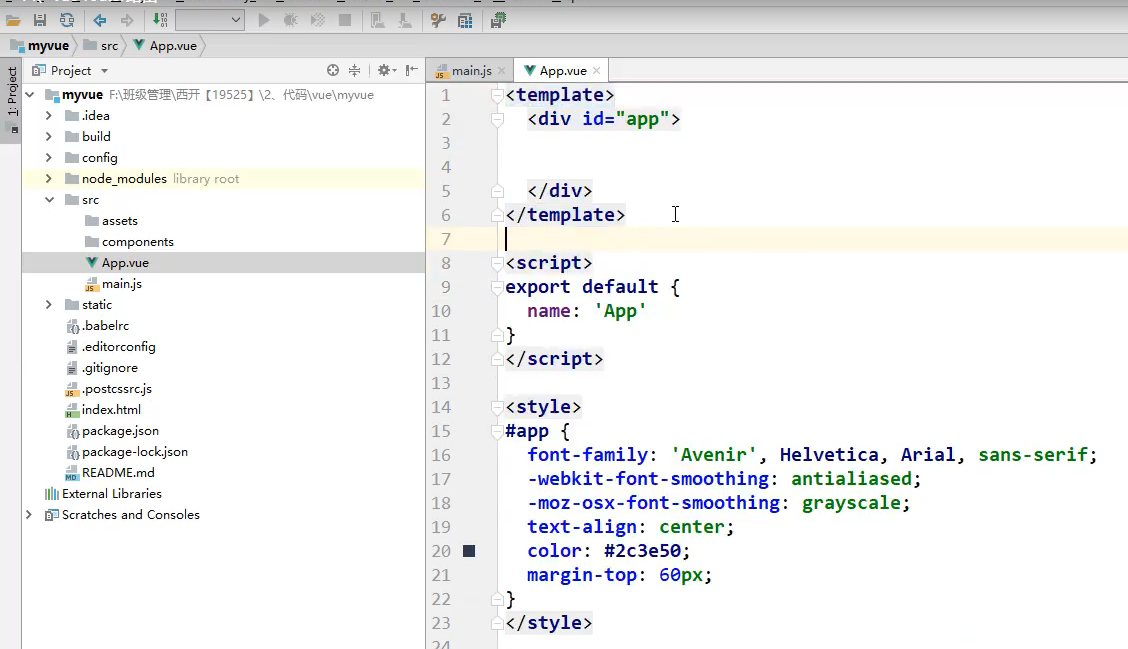 myvue
src
App.vue
1: Project
Project
myvue F:\班级管理\西开【19525】\2、代码\vue\myvue
.idea
build
config
node_modules library root
src
assets
components
App.vue
main.js
static
.babelrc
.editorconfig
.gitignore
.postcssrc.js
index.html
package.json
package-lock.json
README.md
External Libraries
Scratches and Consoles
main.js
App.vue
1 <template>
2 <div id="app">
3
4
5 </div>
6 </template>
7
8 <script>
9 export default {
10 name: 'App'
11 }
12 </script>
13
14 <style>
15 #app {
16 font-family: 'Avenir', Helvetica, Arial, sans-serif;
17 -webkit-font-smoothing: antialiased;
18 -moz-osx-font-smoothing: grayscale;
19 text-align: center;
20 color: #2c3e50;
21 margin-top: 60px;
22 }
23 </style>
24